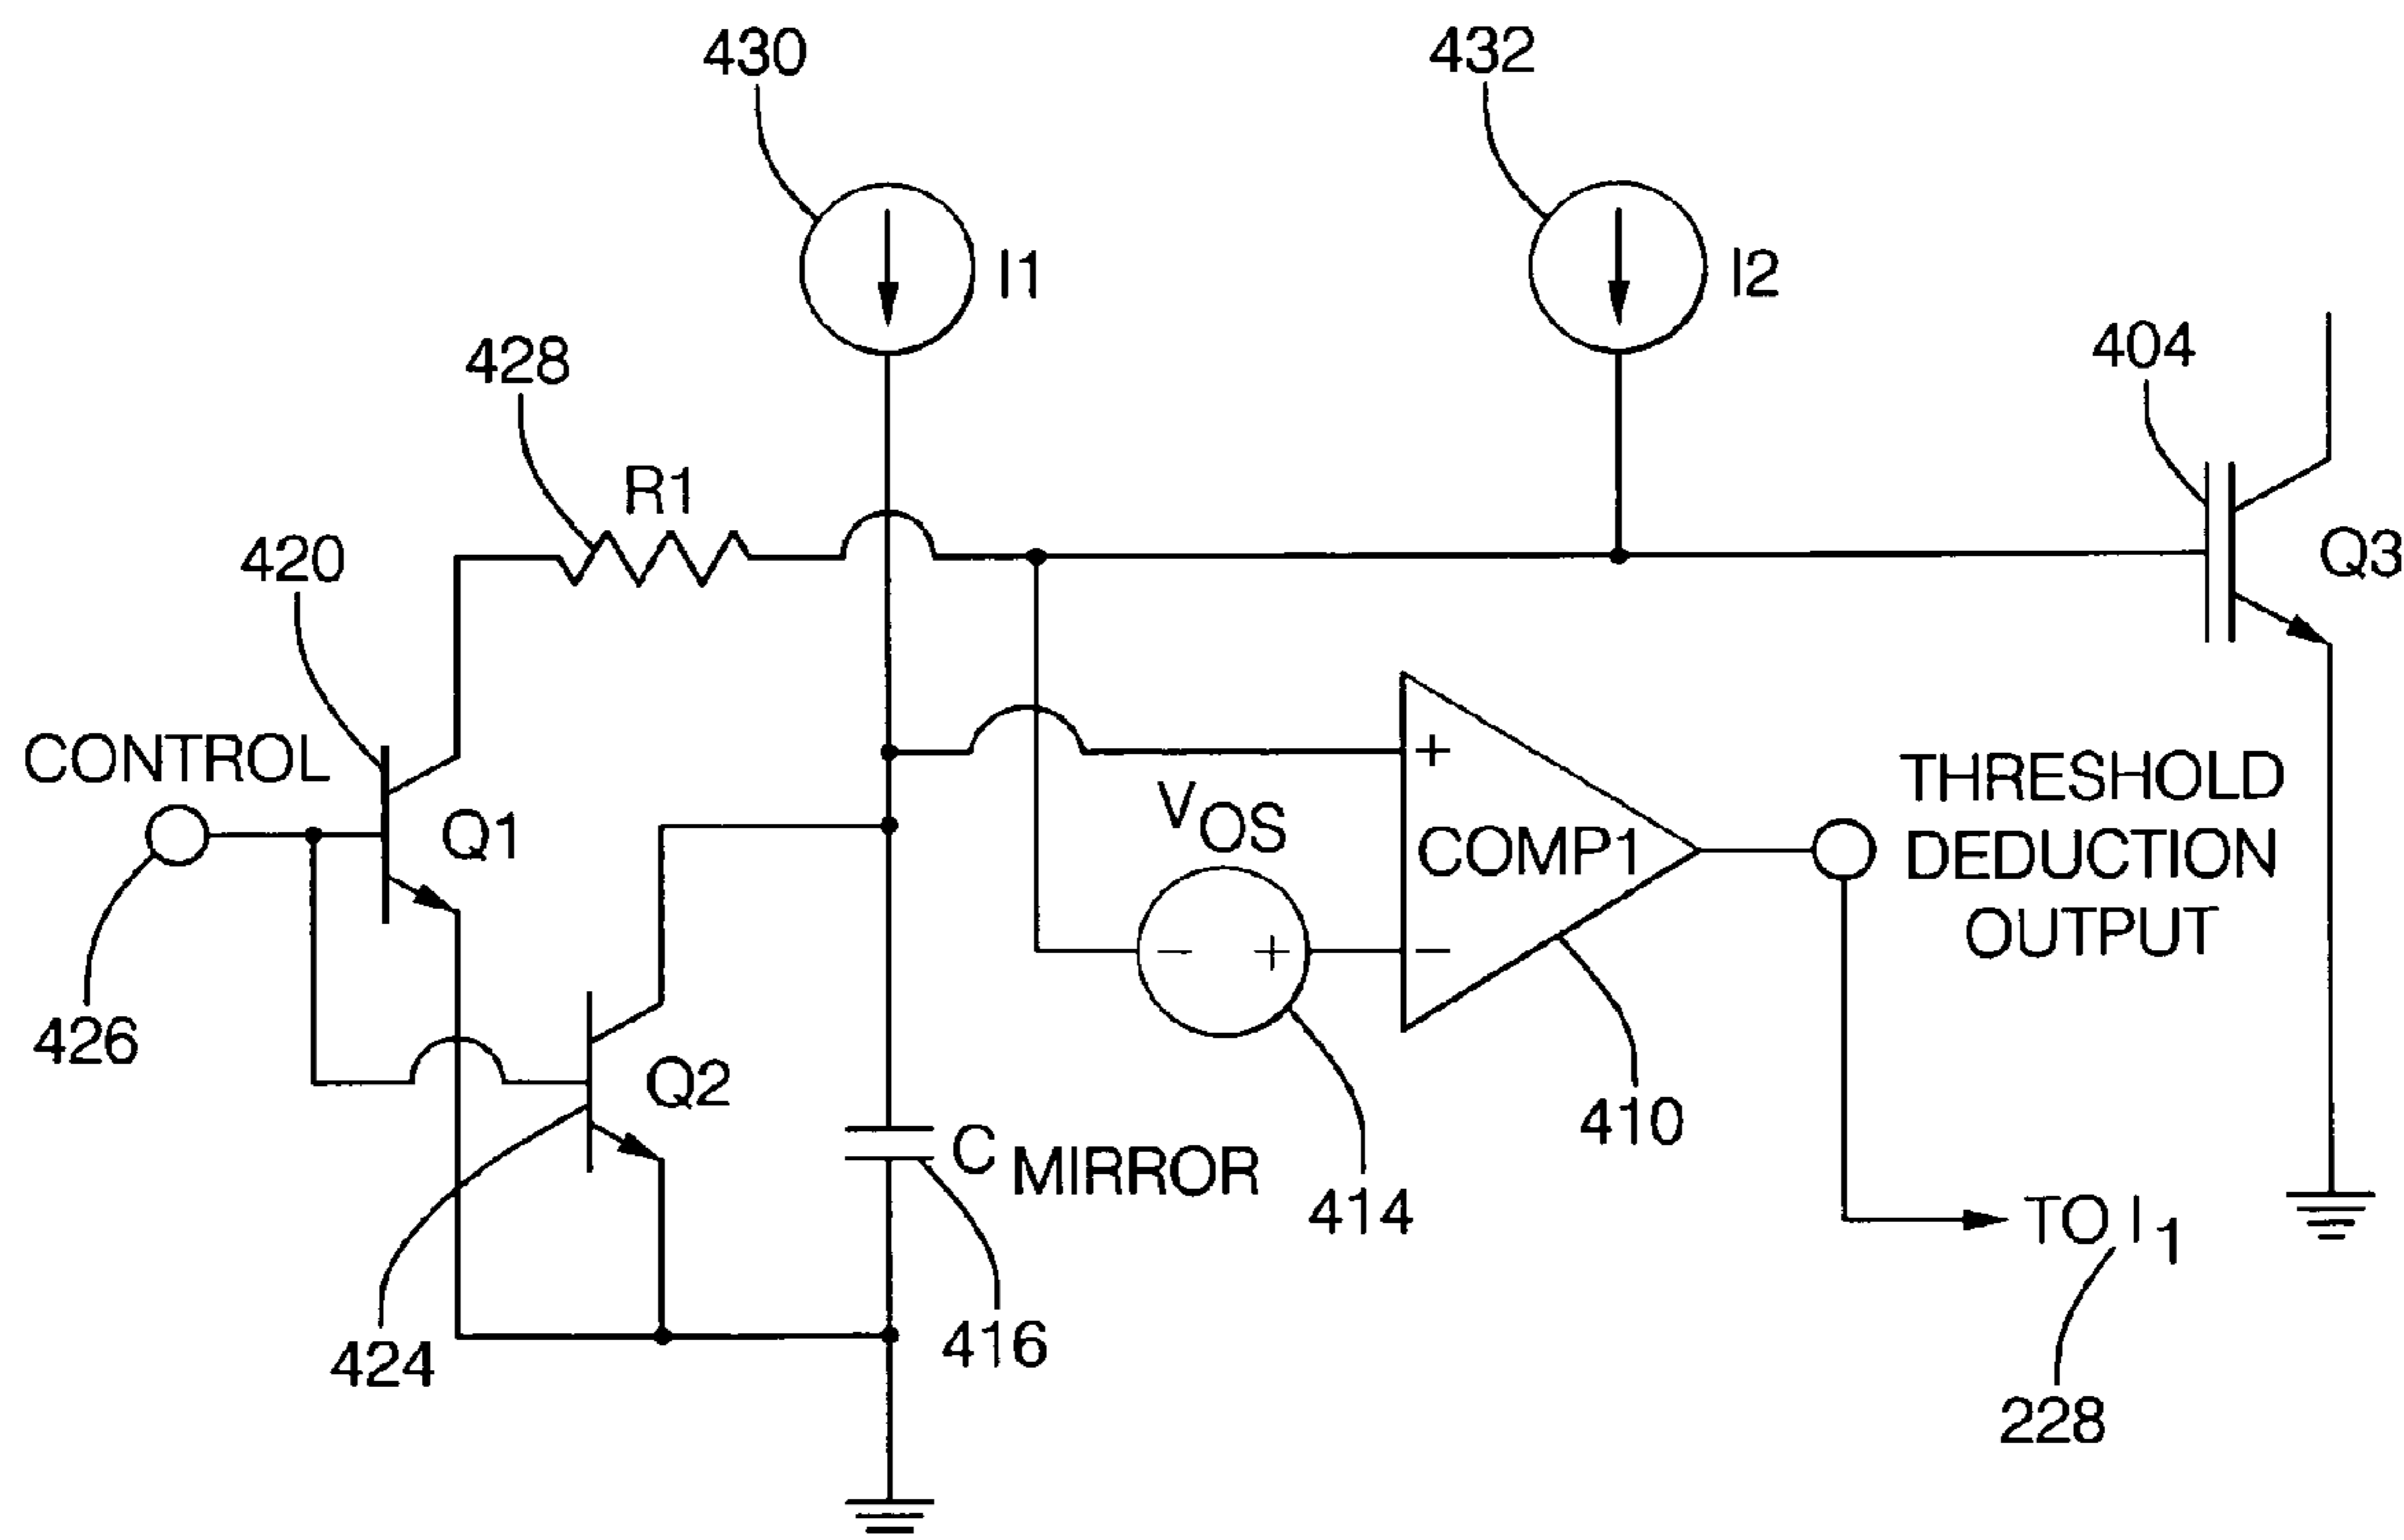 430
432
I1
I2
428
404
R1
420
Q3
CONTROL
Q1
VOS
+
COMP1
THRESHOLD
DEDUCTION
OUTPUT
− +
−
426
Q2
410
CMIRROR
414
TO I1
424
416
228